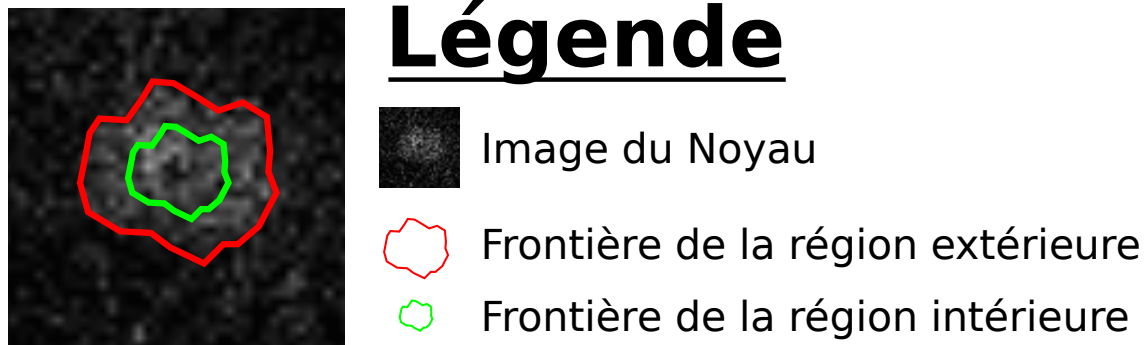 Légende
Image du Noyau
Frontière de la région extérieure
Frontière de la région intérieure